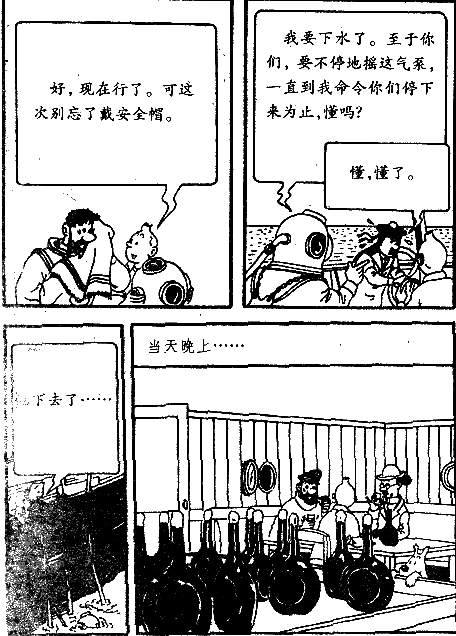 好，现在行了。可这
次别忘了戴安全帽。
我要下水了。至于你
们，要不停地摇这气泵，
一直到我命令你们停下
来为止，懂吗？
懂，懂了。
下去了……
当天晚上……